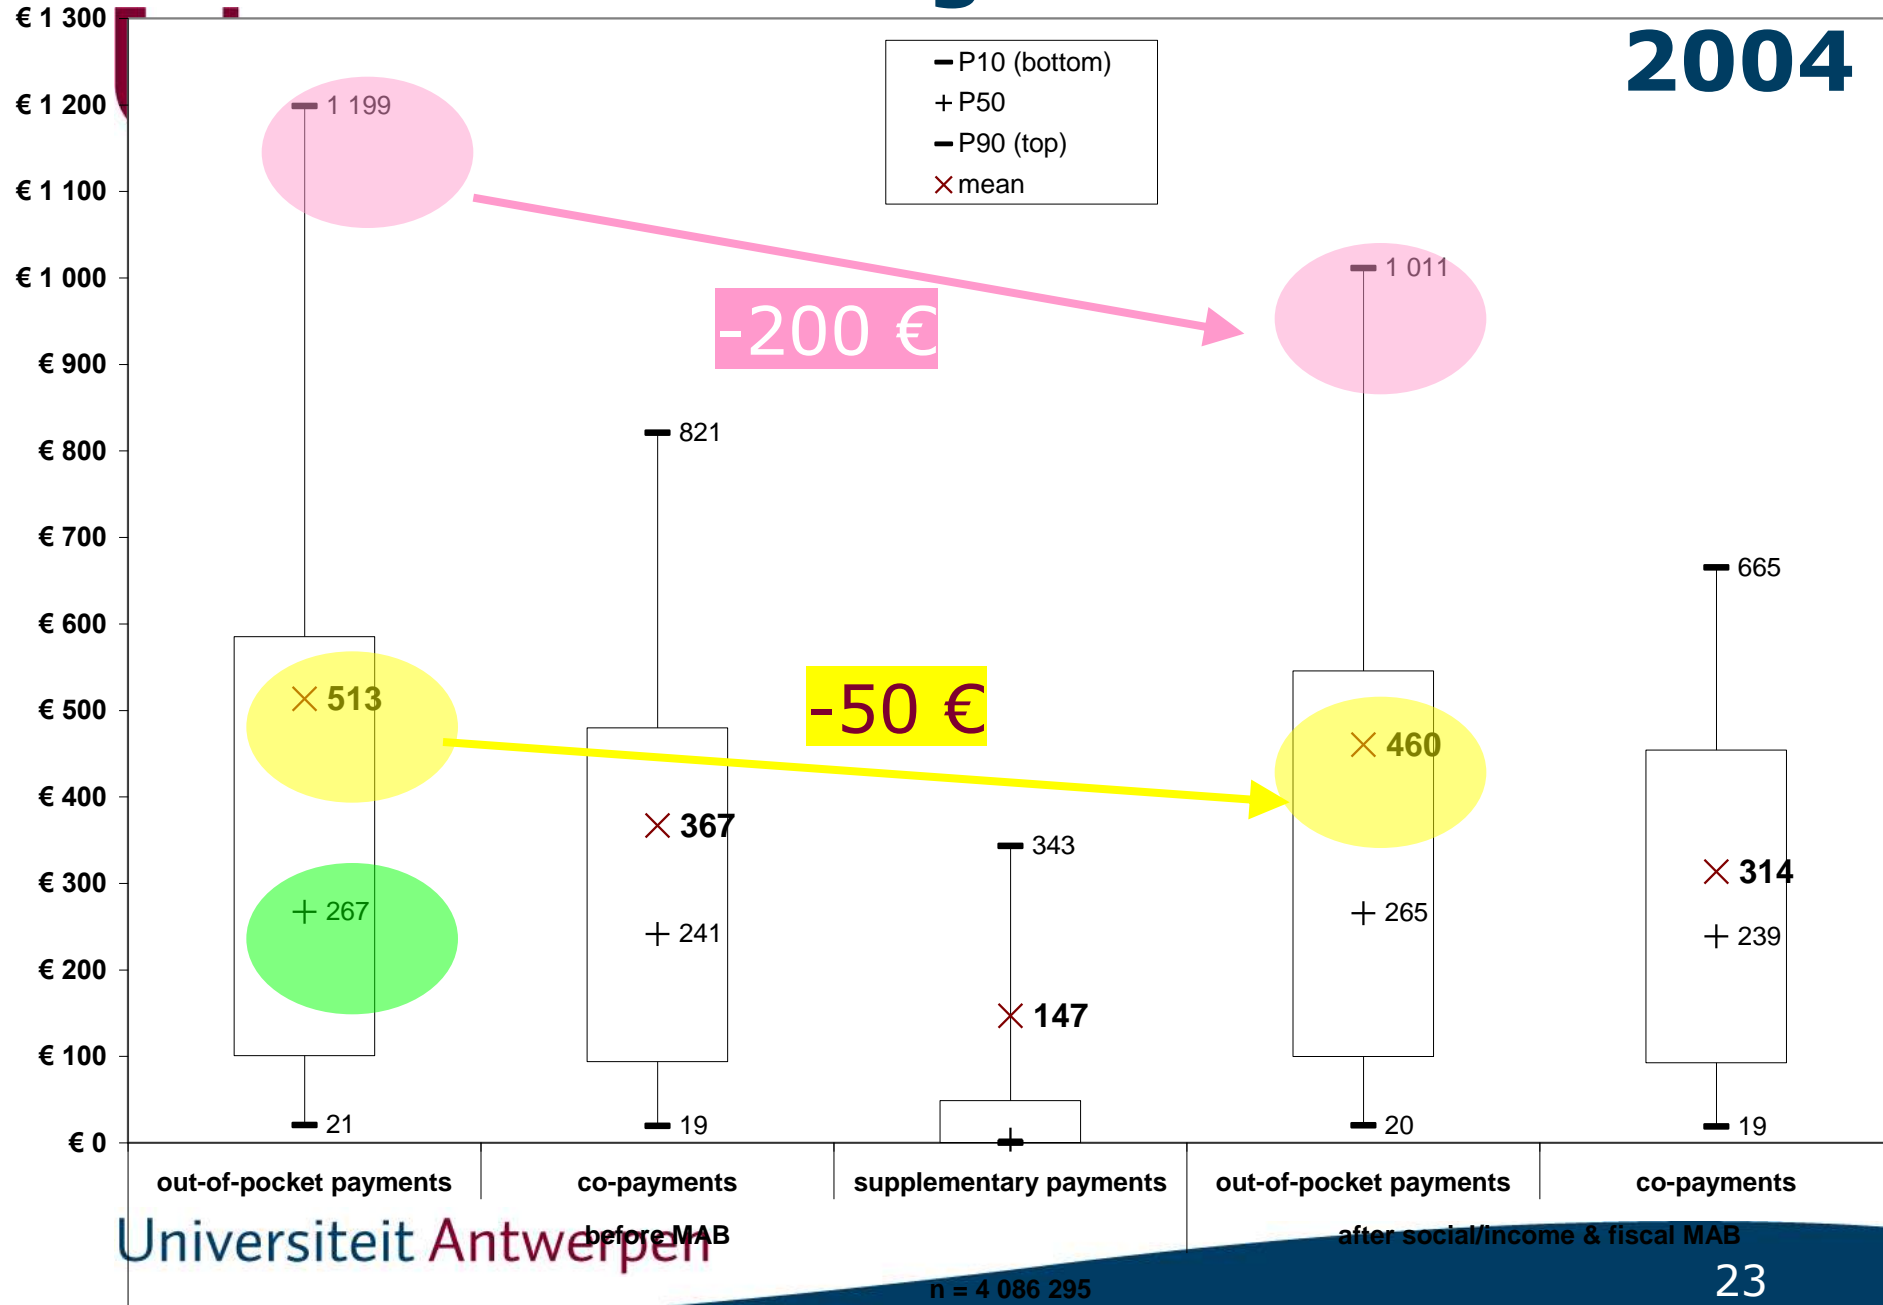 2004
€ 1 300
€ 1 200
€ 1 100
€ 1 000
€ 900
€ 800
€ 700
€ 600
€ 500
€ 400
€ 300
€ 200
€ 100
€ 0
P10 (bottom)
P50
P90 (top)
mean
1 199
513
267
21
821
367
241
19
343
147
1 011
460
265
20
665
314
239
19
-200 €
-50 €
out-of-pocket payments
co-payments
supplementary payments
out-of-pocket payments
co-payments
before MAB
after social/income & fiscal MAB
n = 4 086 295
Universiteit Antwerpen
23